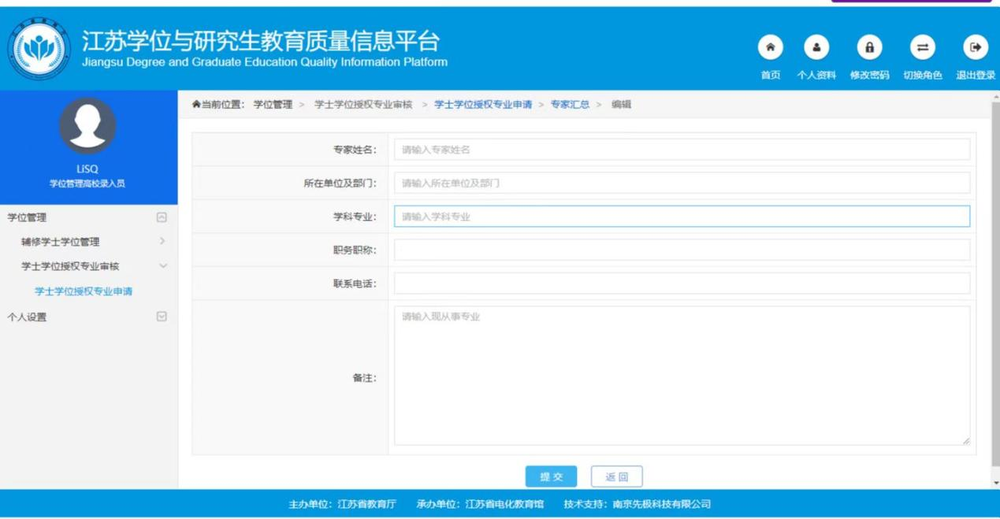 江苏学位与研究生教育质量信息平台
Jiangsu Degree and Graduate Education Quality Information Platform
首页 个人资料 修改密码 切换角色 退出登录
LiSQ
学位管理高校录入员
学位管理
辅修学士学位管理
学士学位授权专业审核
学士学位授权专业申请
个人设置
当前位置： 学位管理 > 学士学位授权专业审核 > 学士学位授权专业申请 > 专家汇总 > 编辑
专家姓名： 请输入专家姓名
所在单位及部门： 请输入所在单位及部门
学科专业： 请输入学科专业
职务职称：
联系电话：
备注： 请输入现从事专业
提交 返回
主办单位：江苏省教育厅 承办单位：江苏省电化教育馆 技术支持：南京先极科技有限公司